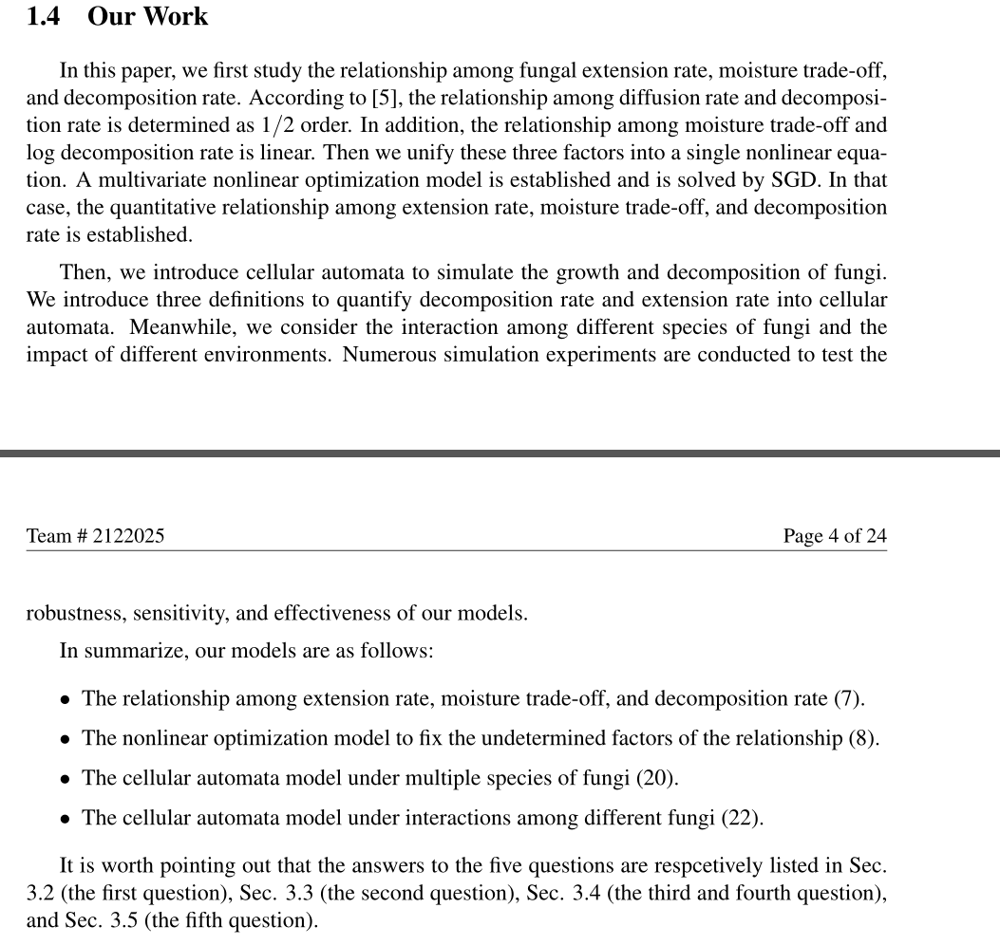 1.4 Our Work
In this paper, we first study the relationship among fungal extension rate, moisture trade-off,
and decomposition rate. According to [5], the relationship among diffusion rate and decomposi-
tion rate is determined as 1/2 order. In addition, the relationship among moisture trade-off and
log decomposition rate is linear. Then we unify these three factors into a single nonlinear equa-
tion. A multivariate nonlinear optimization model is established and is solved by SGD. In that
case, the quantitative relationship among extension rate, moisture trade-off, and decomposition
rate is established.
Then, we introduce cellular automata to simulate the growth and decomposition of fungi.
We introduce three definitions to quantify decomposition rate and extension rate into cellular
automata. Meanwhile, we consider the interaction among different species of fungi and the
impact of different environments. Numerous simulation experiments are conducted to test the
Team # 2122025 Page 4 of 24
robustness, sensitivity, and effectiveness of our models.
In summarize, our models are as follows:
• The relationship among extension rate, moisture trade-off, and decomposition rate (7).
• The nonlinear optimization model to fix the undetermined factors of the relationship (8).
• The cellular automata model under multiple species of fungi (20).
• The cellular automata model under interactions among different fungi (22).
It is worth pointing out that the answers to the five questions are respcetively listed in Sec.
3.2 (the first question), Sec. 3.3 (the second question), Sec. 3.4 (the third and fourth question),
and Sec. 3.5 (the fifth question).